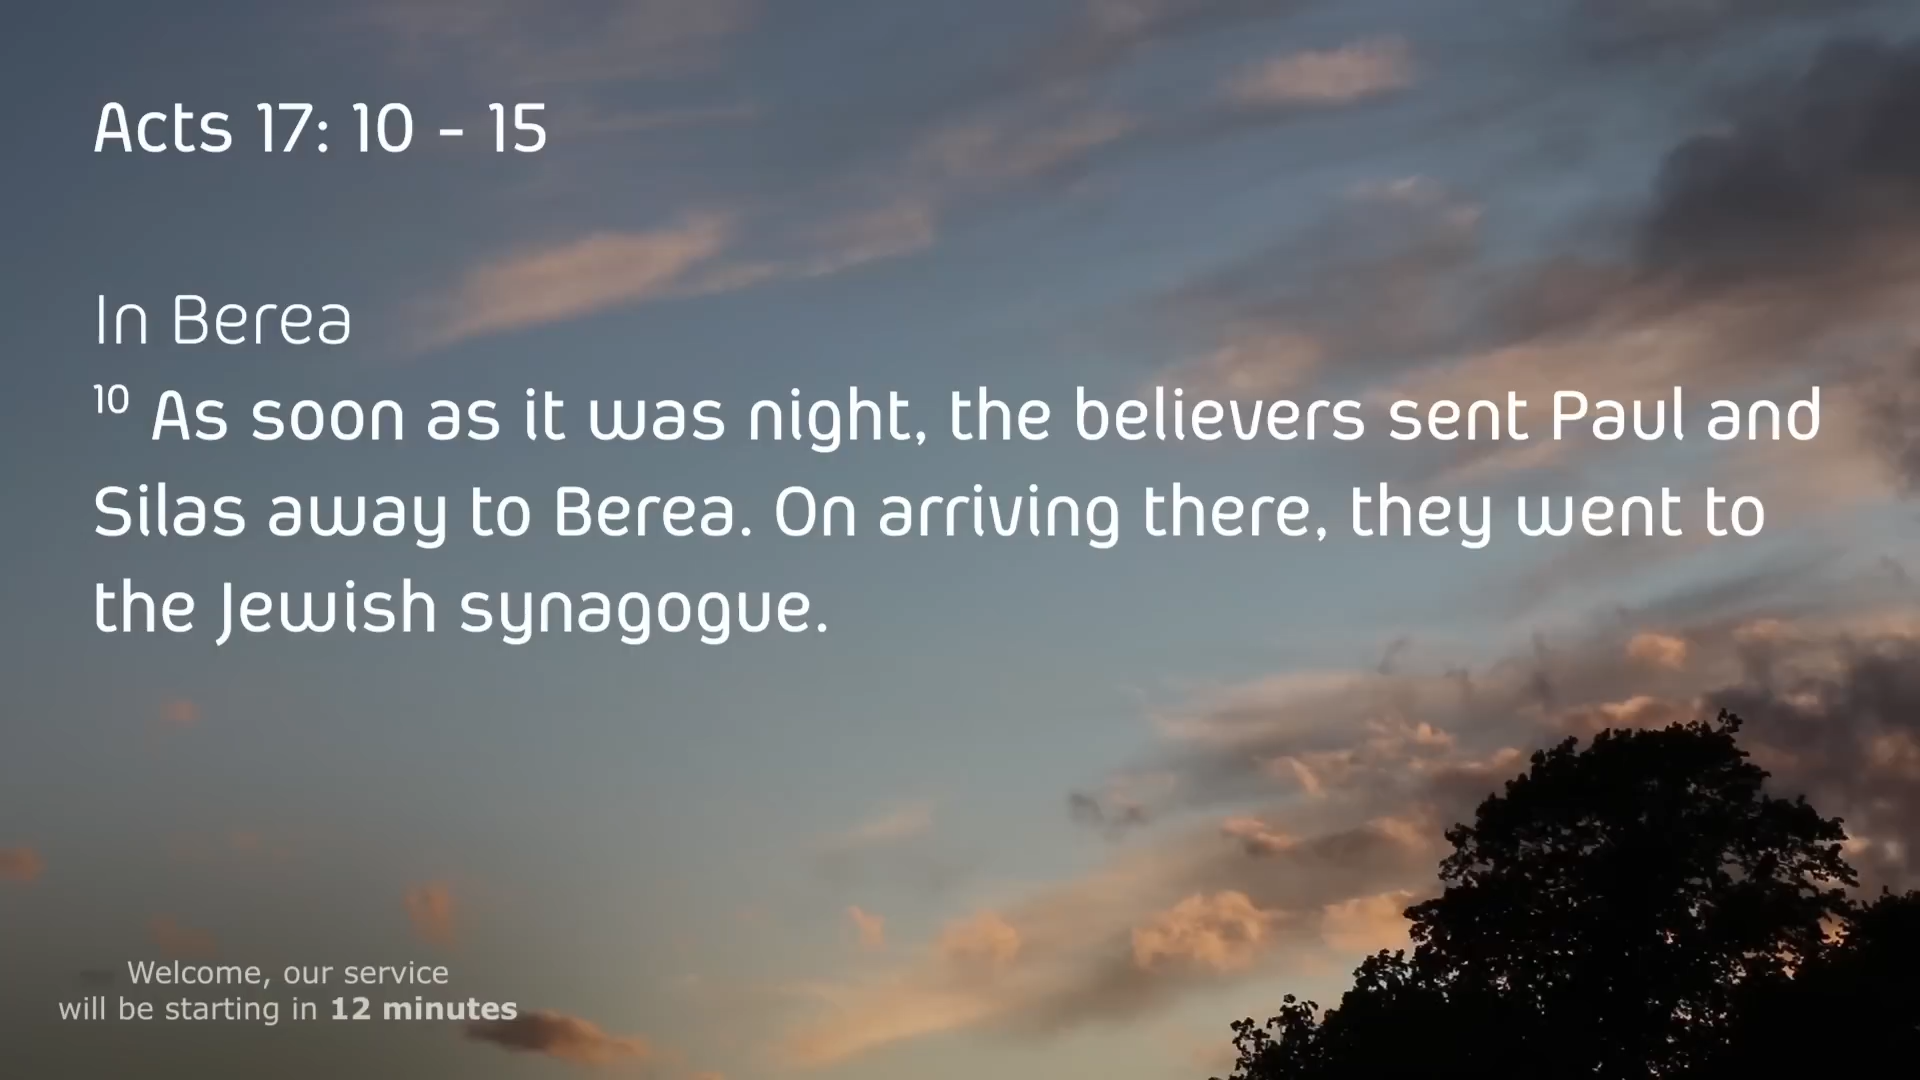 Acts 17: 10 - 15
In Berea
10 As soon as it was night, the believers sent Paul and
Silas away to Berea. On arriving there, they went to
the Jewish synagogue.
Welcome, our service
will be starting in 12 minutes